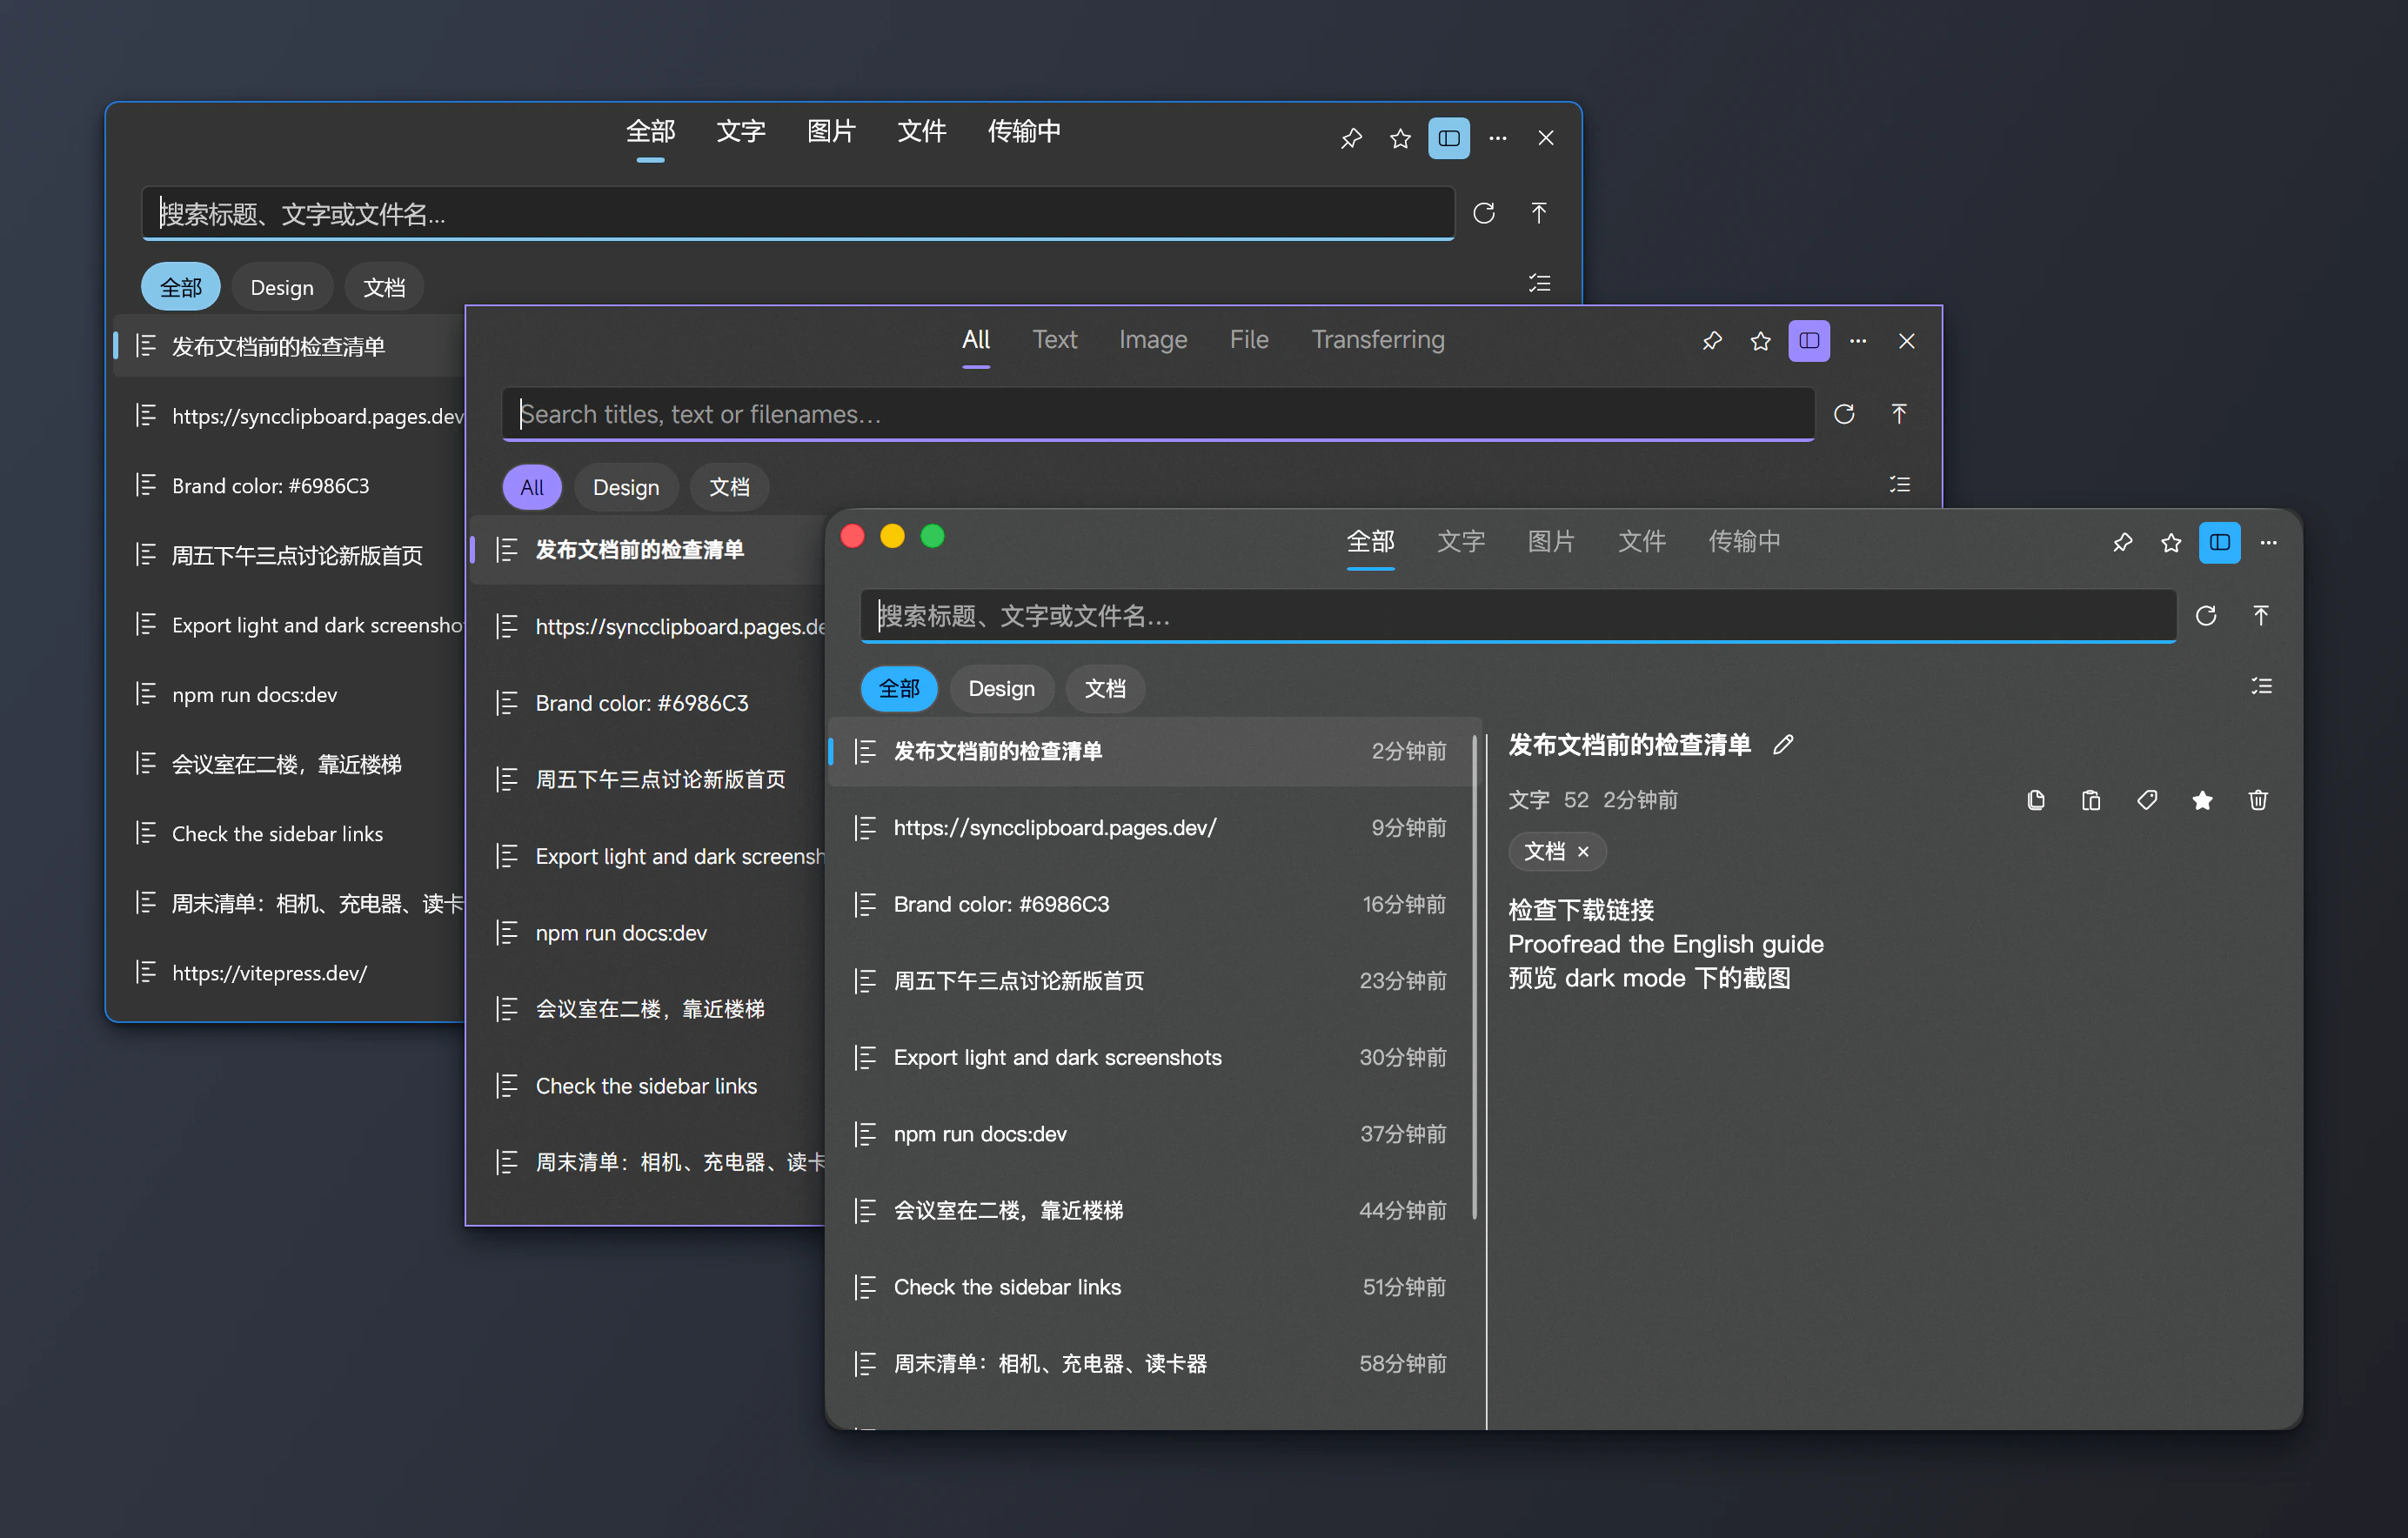 全部 文字 图片 文件 传输中
搜索标题、文字或文件名...
全部 Design 文档
发布文档前的检查清单
https://syncclipboard.pages.dev
Brand color: #6986C3
周五下午三点讨论新版首页
Export light and dark screensho
npm run docs:dev
会议室在二楼，靠近楼梯
Check the sidebar links
周末清单：相机、充电器、读卡
https://vitepress.dev/
All Text Image File Transferring
Search titles, text or filenames...
All Design 文档
发布文档前的检查清单
https://syncclipboard.pages.de
Brand color: #6986C3
周五下午三点讨论新版首页
Export light and dark screensh
npm run docs:dev
会议室在二楼，靠近楼梯
Check the sidebar links
周末清单：相机、充电器、读卡
全部 文字 图片 文件 传输中
搜索标题、文字或文件名...
全部 Design 文档
发布文档前的检查清单 2分钟前
https://syncclipboard.pages.dev/ 9分钟前
Brand color: #6986C3 16分钟前
周五下午三点讨论新版首页 23分钟前
Export light and dark screenshots 30分钟前
npm run docs:dev 37分钟前
会议室在二楼，靠近楼梯 44分钟前
Check the sidebar links 51分钟前
周末清单：相机、充电器、读卡器 58分钟前
发布文档前的检查清单
文字 52 2分钟前
文档 ×
检查下载链接
Proofread the English guide
预览 dark mode 下的截图